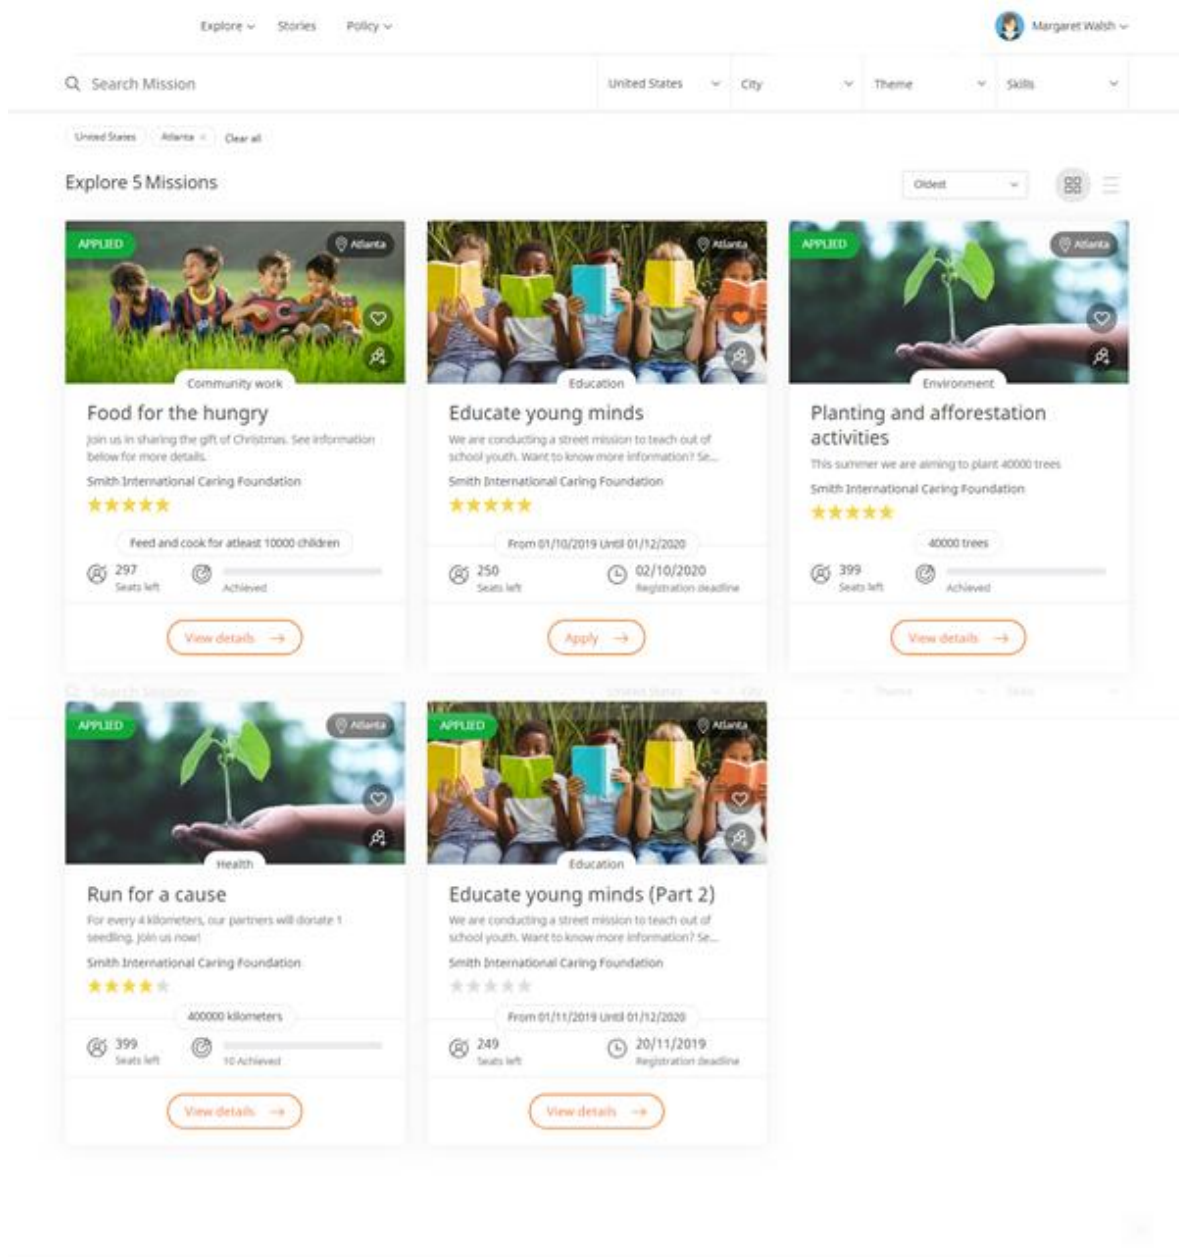 Explore Stories Policy Margaret Walsh
Search Mission United States City Theme Skills
United States Atlanta × Clear all
Explore 5 Missions Oldest
APPLIED Atlanta
Community work
Food for the hungry
Join us in sharing the gift of Christmas. See information
below for more details.
Smith International Caring Foundation
Feed and cook for atleast 10000 children
297
Seats left
Achieved
View details →
Atlanta
Education
Educate young minds
We are conducting a street mission to teach out of
school youth. Want to know more information? Se...
Smith International Caring Foundation
From 01/10/2019 Until 01/12/2020
250 02/10/2020
Seats left Registration deadline
Apply →
APPLIED Atlanta
Environment
Planting and afforestation
activities
This summer we are aiming to plant 40000 trees
Smith International Caring Foundation
40000 trees
399
Seats left
Achieved
View details →
Search Mission United States City Theme Skills
APPLIED Atlanta
Health
Run for a cause
For every 4 kilometers, our partners will donate 1
seedling. Join us now!
Smith International Caring Foundation
400000 kilometers
399
Seats left 10 Achieved
View details →
APPLIED Atlanta
Education
Educate young minds (Part 2)
We are conducting a street mission to teach out of
school youth. Want to know more information? Se...
Smith International Caring Foundation
From 01/11/2019 Until 01/12/2020
249 20/11/2019
Seats left Registration deadline
View details →